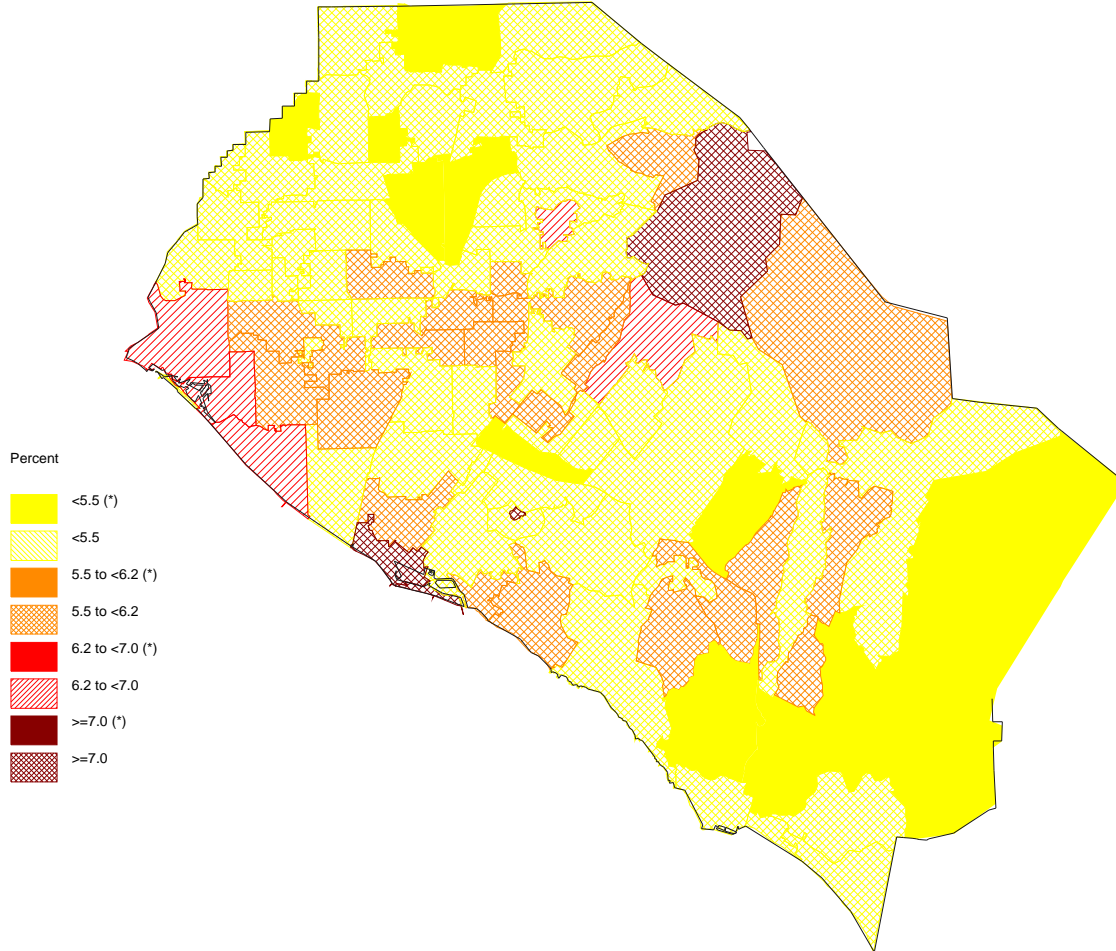 Percent
<5.5 (*)
<5.5
5.5 to <6.2 (*)
5.5 to <6.2
6.2 to <7.0 (*)
6.2 to <7.0
>=7.0 (*)
>=7.0